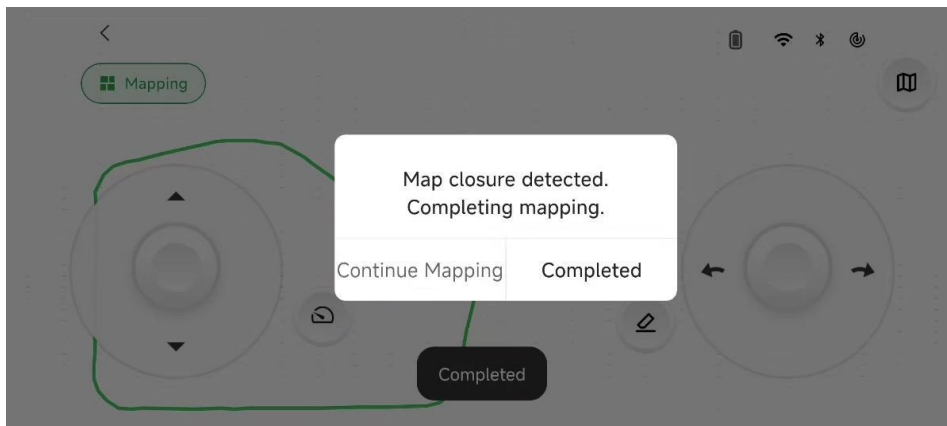 Mapping
Map closure detected.
Completing mapping.
Continue Mapping
Completed
Completed